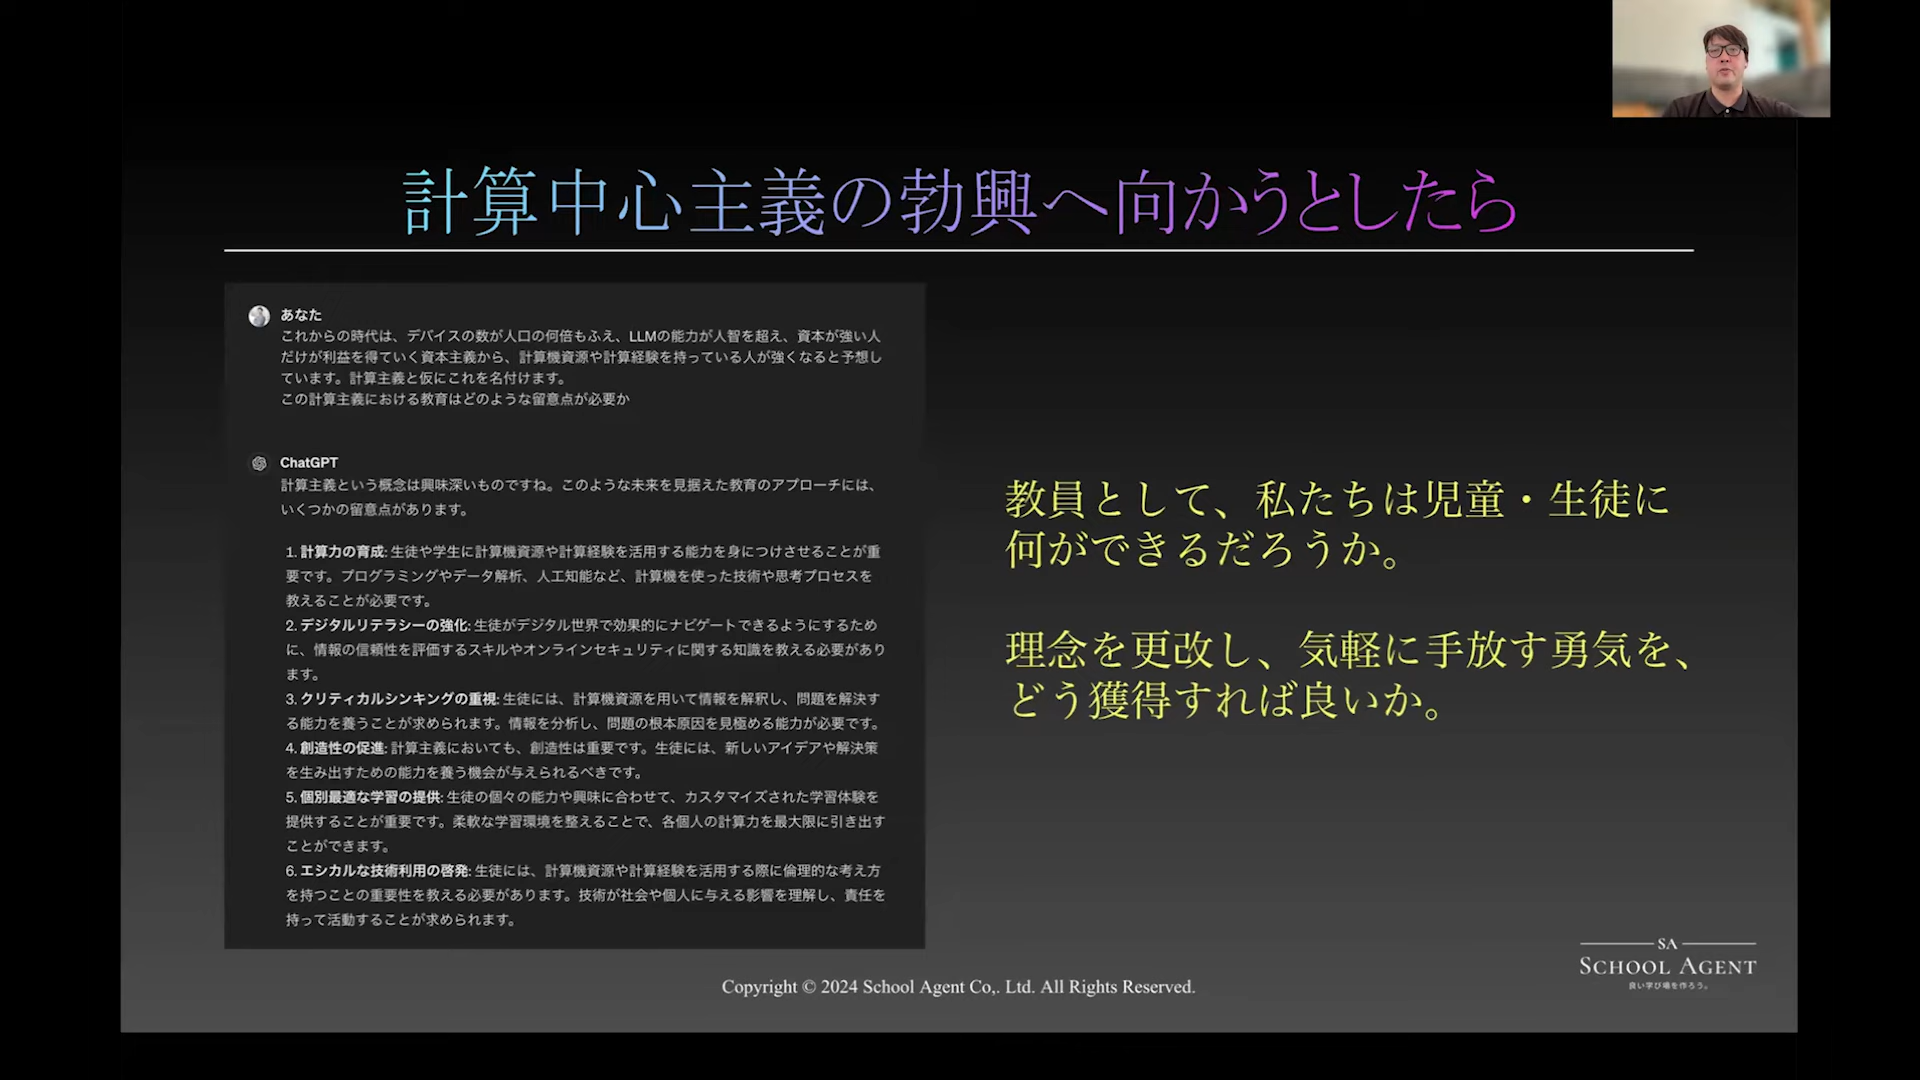 計算中心主義の勃興へ向かうとしたら
あなた
これからの時代は、デバイスの数が人口の何倍もふえ、LLMの能力が人智を超え、資本が強い人
だけが利益を得ていく資本主義から、計算機資源や計算経験を持っている人が強くなると予想し
ています。計算主義と仮にこれを名付けます。
この計算主義における教育はどのような留意点が必要か
ChatGPT
計算主義という概念は興味深いものですね。このような未来を見据えた教育のアプローチには、
いくつかの留意点があります。
1. 計算力の育成: 生徒や学生に計算機資源や計算経験を活用する能力を身につけさせることが重
要です。プログラミングやデータ解析、人工知能など、計算機を使った技術や思考プロセスを
教えることが必要です。
2. デジタルリテラシーの強化: 生徒がデジタル世界で効果的にナビゲートできるようにするため
に、情報の信頼性を評価するスキルやオンラインセキュリティに関する知識を教える必要があり
ます。
3. クリティカルシンキングの重視: 生徒には、計算機資源を用いて情報を解釈し、問題を解決す
る能力を養うことが求められます。情報を分析し、問題の根本原因を見極める能力が必要です。
4. 創造性の促進: 計算主義においても、創造性は重要です。生徒には、新しいアイデアや解決策
を生み出すための能力を養う機会が与えられるべきです。
5. 個別最適な学習の提供: 生徒の個々の能力や興味に合わせて、カスタマイズされた学習体験を
提供することが重要です。柔軟な学習環境を整えることで、各個人の計算力を最大限に引き出す
ことができます。
6. エシカルな技術利用の啓発: 生徒には、計算機資源や計算経験を活用する際に倫理的な考え方
を持つことの重要性を教える必要があります。技術が社会や個人に与える影響を理解し、責任を
持って活動することが求められます。
教員として、私たちは児童・生徒に
何ができるだろうか。
理念を更改し、気軽に手放す勇気を、
どう獲得すれば良いか。
SA
SCHOOL AGENT
良い学び場を作ろう。
Copyright © 2024 School Agent Co,. Ltd. All Rights Reserved.